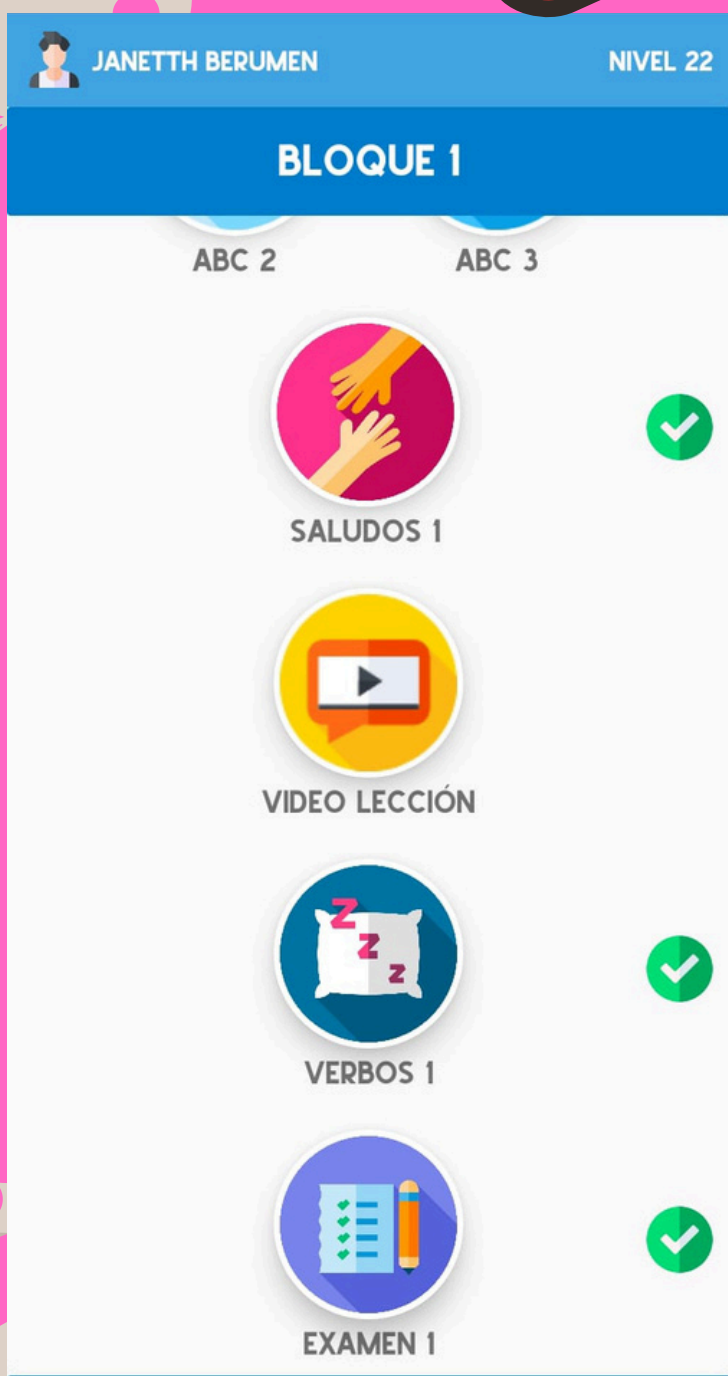 JANETTH BERUMEN NIVEL 22
BLOQUE 1
ABC 2 ABC 3
SALUDOS 1
VIDEO LECCIÓN
Z
Z
Z
VERBOS 1
EXAMEN 1